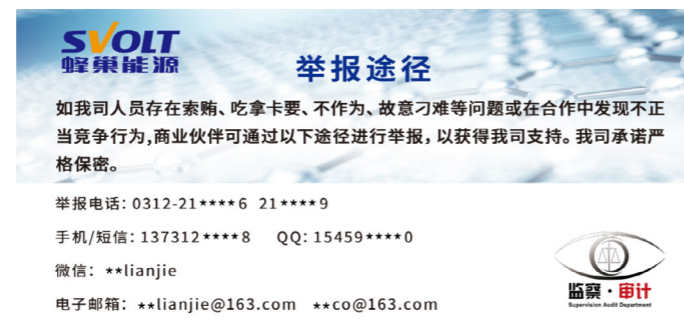 SVOLT
蜂巢能源
举报途径
如我司人员存在索贿、吃拿卡要、不作为、故意刁难等问题或在合作中发现不正
当竞争行为,商业伙伴可通过以下途径进行举报，以获得我司支持。我司承诺严
格保密。
举报电话：0312-21****6 21****9
手机/短信：137312****8 QQ：15459****0
微信：**lianjie
电子邮箱：**lianjie@163.com **co@163.com
监察·审计
Supervision Audit Department